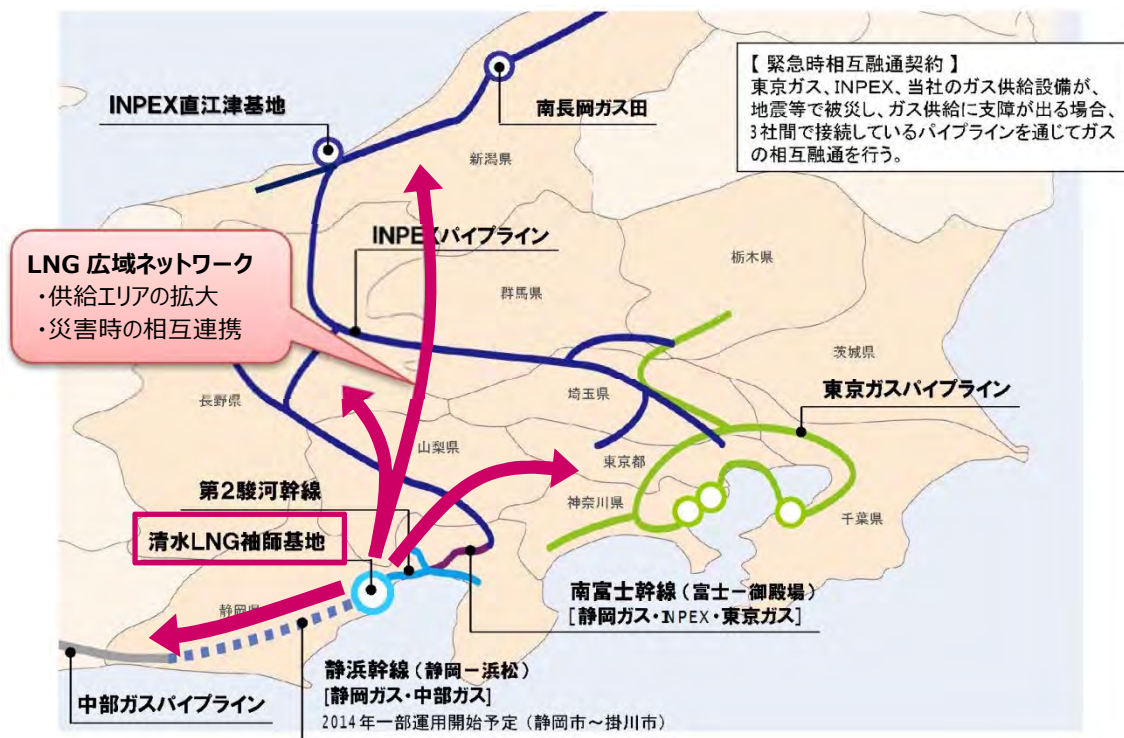 【 緊急時相互融通契約 】
東京ガス、INPEX、当社のガス供給設備が、
地震等で被災し、ガス供給に支障が出る場合、
3社間で接続しているパイプラインを通じてガス
の相互融通を行う。
INPEX直江津基地
南長岡ガス田
新潟県
INPEXパイプライン
栃木県
LNG 広域ネットワーク
・供給エリアの拡大
・災害時の相互連携
群馬県
茨城県
長野県
埼玉県
東京ガスパイプライン
山梨県
東京都
第2駿河幹線
神奈川県
千葉県
清水LNG袖師基地
静岡県
南富士幹線(富士ー御殿場)
[静岡ガス・INPEX・東京ガス]
静浜幹線(静岡ー浜松)
[静岡ガス・中部ガス]
2014年一部運用開始予定(静岡市~掛川市)
中部ガスパイプライン